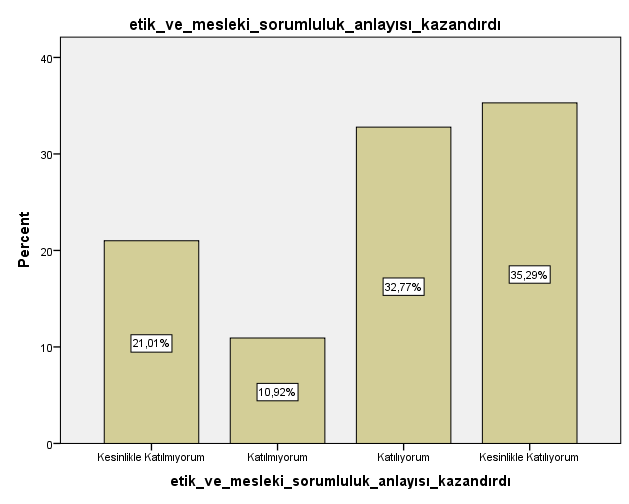 etik_ve_mesleki_sorumluluk_anlayısı_kazandırdı
40
30
20
10
0
Percent
21,01%
10,92%
32,77%
35,29%
Kesinlikle Katılmıyorum
Katılmıyorum
Katılıyorum
Kesinlikle Katılıyorum
etik_ve_mesleki_sorumluluk_anlayısı_kazandırdı